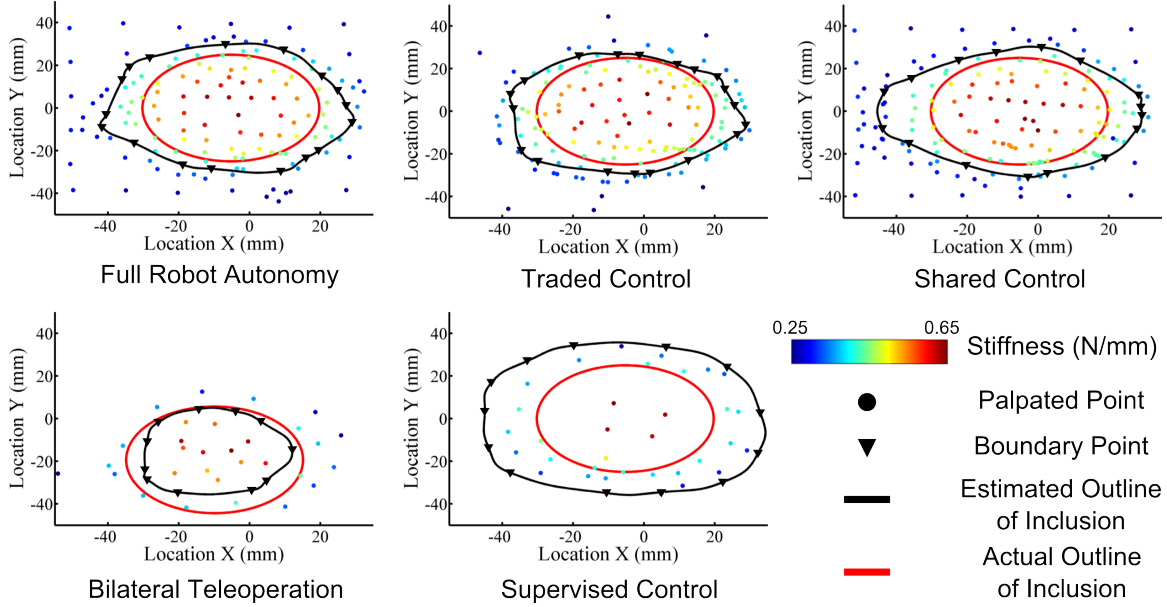 40
20
0
-20
-40
Location Y (mm)
-40 -20 0 20
Location X (mm)
Full Robot Autonomy
40
20
0
-20
-40
Location Y (mm)
-40 -20 0 20
Location X (mm)
Traded Control
40
20
0
-20
-40
Location Y (mm)
-40 -20 0 20
Location X (mm)
Shared Control
40
20
0
-20
-40
Location Y (mm)
-40 -20 0 20
Location X (mm)
Bilateral Teleoperation
40
20
0
-20
-40
Location Y (mm)
-40 -20 0 20
Location X (mm)
Supervised Control
0.25 0.65
Stiffness (N/mm)
Palpated Point
Boundary Point
Estimated Outline
of Inclusion
Actual Outline
of Inclusion